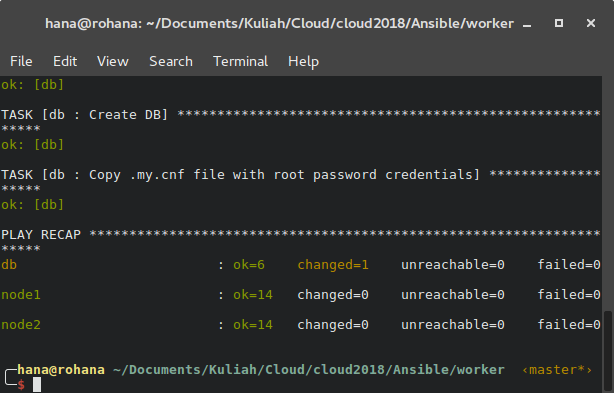 hana@rohana: ~/Documents/Kuliah/Cloud/cloud2018/Ansible/worker
File Edit View Search Terminal Help
ok: [db]
TASK [db : Create DB] *****************************************************
*****
ok: [db]
TASK [db : Copy .my.cnf file with root password credentials] **************
*****
ok: [db]
PLAY RECAP ****************************************************************
*****
db : ok=6 changed=1 unreachable=0 failed=0
node1 : ok=14 changed=0 unreachable=0 failed=0
node2 : ok=14 changed=0 unreachable=0 failed=0
hana@rohana ~/Documents/Kuliah/Cloud/cloud2018/Ansible/worker ‹master*›
$